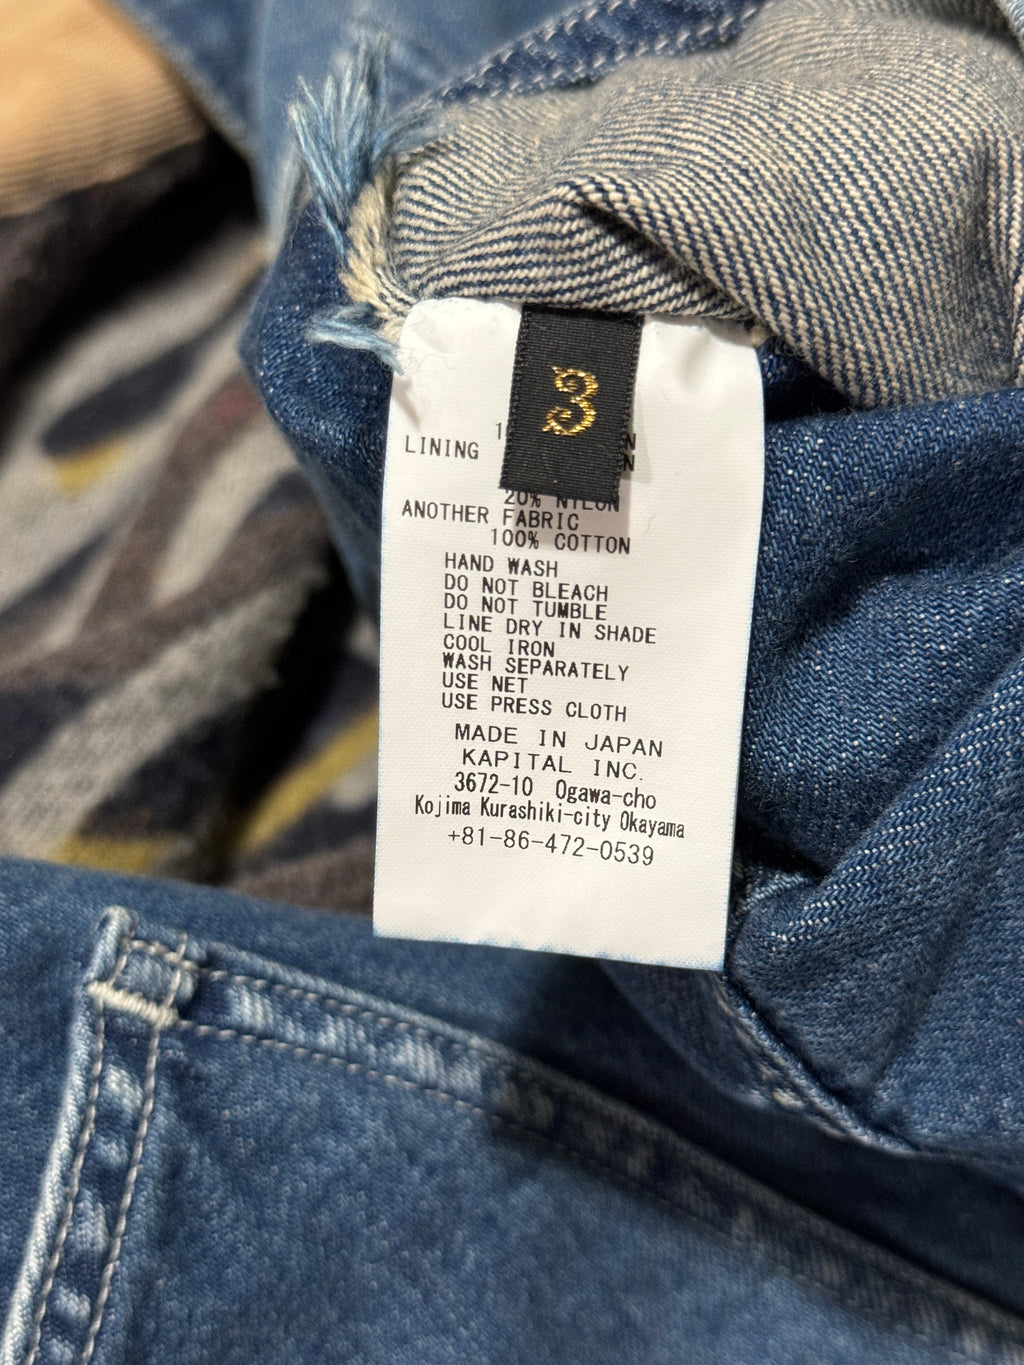 3
LINING
20% NYLON
ANOTHER FABRIC
100% COTTON
HAND WASH
DO NOT BLEACH
DO NOT TUMBLE
LINE DRY IN SHADE
COOL IRON
WASH SEPARATELY
USE NET
USE PRESS CLOTH
MADE IN JAPAN
KAPITAL INC.
3672-10 Ogawa-cho
Kojima Kurashiki-city Okayama
+81-86-472-0539